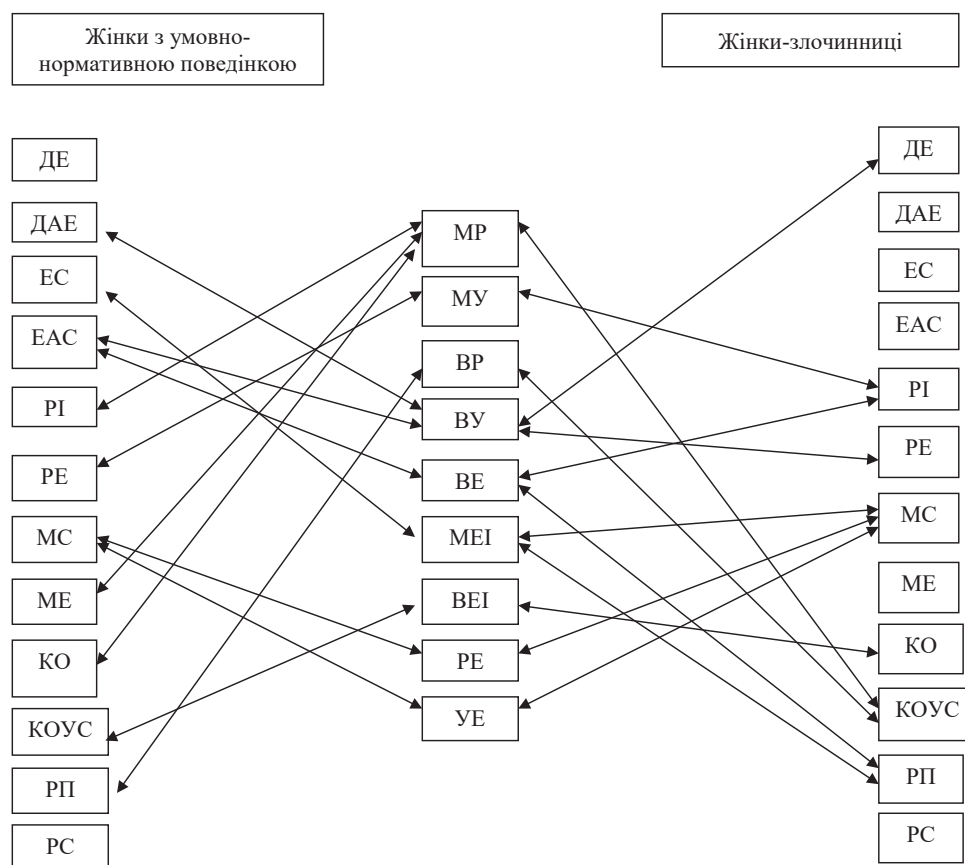 Жінки з умовно-
нормативною поведінкою
Жінки-злочинниці
ДЕ
ДАЕ
ЕС
ЕАС
РІ
РЕ
МС
МЕ
КО
КОУС
РП
РС
МР
МУ
ВР
ВУ
ВЕ
МЕІ
ВЕІ
РЕ
УЕ
ДЕ
ДАЕ
ЕС
ЕАС
РІ
РЕ
МС
МЕ
КО
КОУС
РП
РС